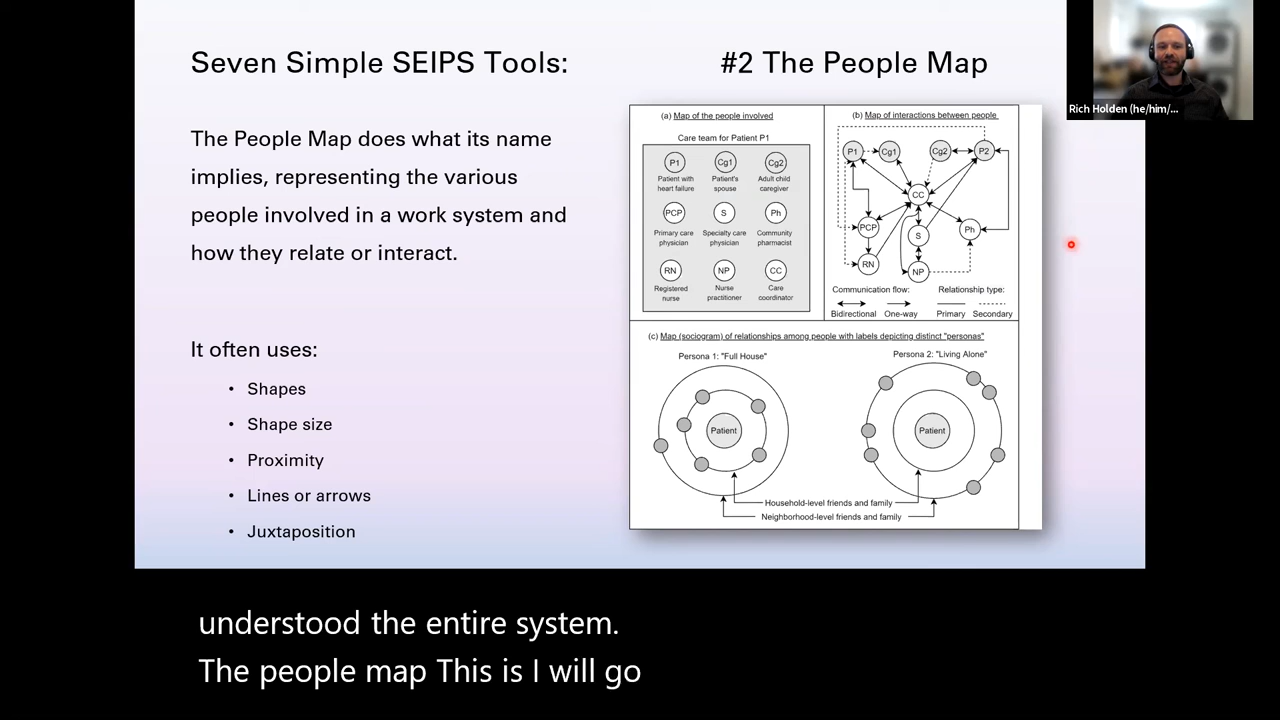 Seven Simple SEIPS Tools:
#2 The People Map
Rich Holden (he/him/...
The People Map does what its name
implies, representing the various
people involved in a work system and
how they relate or interact.
It often uses:
• Shapes
• Shape size
• Proximity
• Lines or arrows
• Juxtaposition
(a) Map of the people involved
Care team for Patient P1
P1 Cg1 Cg2
Patient with Patient's Adult child
heart failure spouse caregiver
PCP S Ph
Primary care Specialty care Community
physician physician pharmacist
RN NP CC
Registered Nurse Care
nurse practitioner coordinator
(b) Map of interactions between people
P1 Cg1 Cg2 P2
CC
PCP S Ph
RN NP
Communication flow: Relationship type:
Bidirectional One-way Primary Secondary
(c) Map (sociogram) of relationships among people with labels depicting distinct "personas"
Persona 1: "Full House" Persona 2: "Living Alone"
Patient Patient
Household-level friends and family
Neighborhood-level friends and family
understood the entire system.
The people map This is I will go